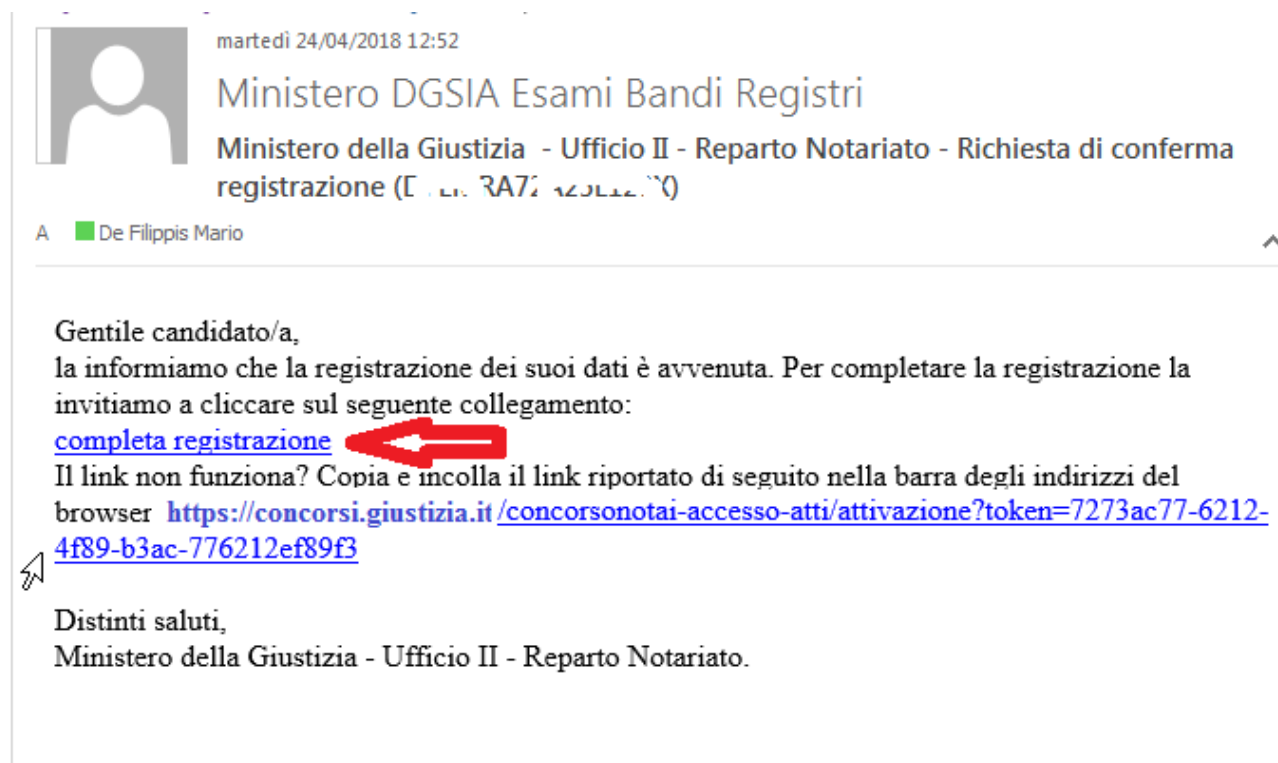 martedì 24/04/2018 12:52
Ministero DGSIA Esami Bandi Registri
Ministero della Giustizia - Ufficio II - Reparto Notariato - Richiesta di conferma
registrazione
A De Filippis Mario
Gentile candidato/a,
la informiamo che la registrazione dei suoi dati è avvenuta. Per completare la registrazione la
invitiamo a cliccare sul seguente collegamento:
completa registrazione
Il link non funziona? Copia e incolla il link riportato di seguito nella barra degli indirizzi del
browser https://concorsi.giustizia.it/concorsonotai-accesso-atti/attivazione?token=7273ac77-6212-
4f89-b3ac-776212ef89f3
Distinti saluti,
Ministero della Giustizia - Ufficio II - Reparto Notariato.